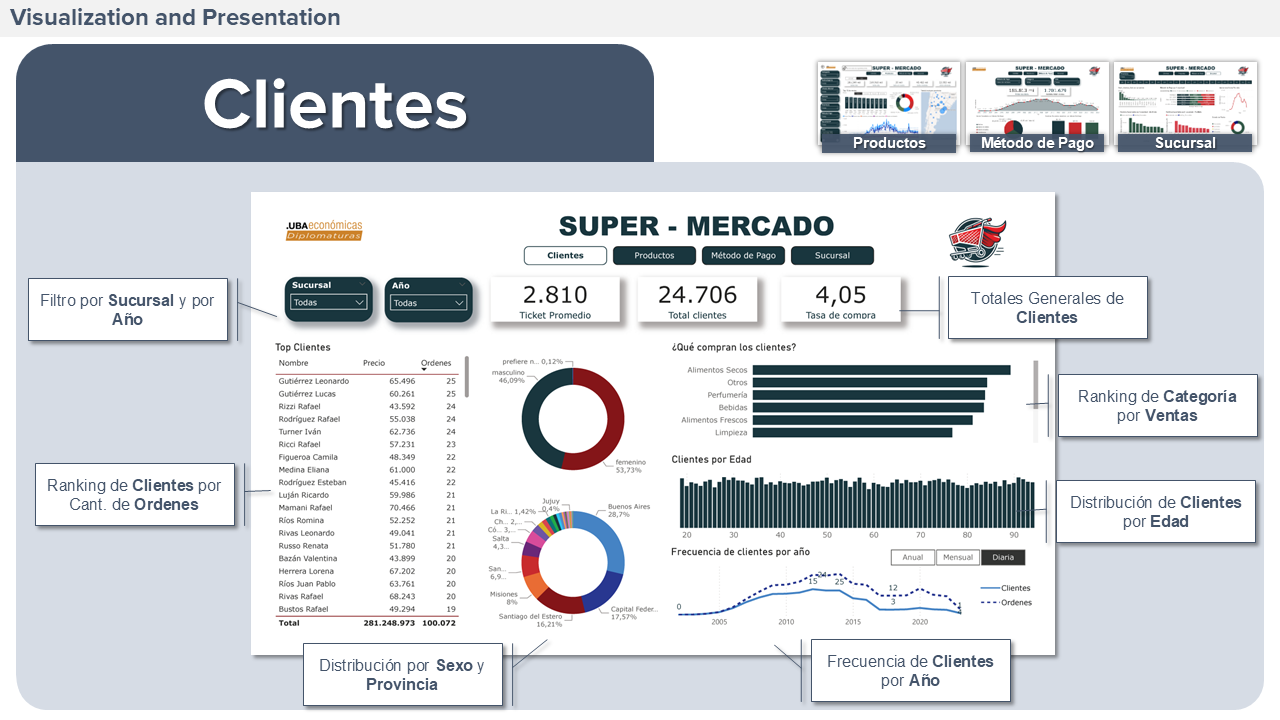 Visualization and Presentation
Clientes
SUPER - MERCADO
SUPER - MERCADO
SUPER - MERCADO
Productos
Método de Pago
Sucursal
.UBAeconómicas
Diplomaturas
SUPER - MERCADO
Clientes
Productos
Método de Pago
Sucursal
Sucursal
Todas
Año
Todas
2.810
Ticket Promedio
24.706
Total clientes
4,05
Tasa de compra
Filtro por Sucursal y por
Año
Totales Generales de
Clientes
Top Clientes
Nombre Precio Ordenes
Gutiérrez Leonardo 65.496 25
Gutiérrez Lucas 60.261 25
Rizzi Rafael 43.592 24
Rodríguez Rafael 55.038 24
Turner Iván 62.736 24
Ricci Rafael 57.231 23
Figueroa Camila 48.349 22
Medina Eliana 61.000 22
Rodríguez Esteban 45.416 22
Luján Ricardo 59.986 21
Mamani Rafael 70.466 21
Ríos Romina 52.252 21
Rivas Leonardo 49.041 21
Russo Renata 51.780 21
Bazán Valentina 43.899 20
Herrera Lorena 67.202 20
Ríos Juan Pablo 63.761 20
Rivas Rafael 68.243 20
Bustos Rafael 49.294 19
Total 281.248.973 100.072
prefiere n... 0,12%
masculino
46,09%
femenino
53,73%
Jujuy
0,4%
La Ri... 1,42%
Ch... 2,...
Có... 3,...
Salta
4,3...
San...
6,9...
Misiones
8%
Santiago del Estero
16,21%
Capital Feder...
17,57%
Buenos Aires
28,7%
¿Qué compran los clientes?
Alimentos Secos
Otros
Perfumería
Bebidas
Alimentos Frescos
Limpieza
Ranking de Categoría
por Ventas
Clientes por Edad
20 30 40 50 60 70 80 90
Distribución de Clientes
por Edad
Ranking de Clientes por
Cant. de Ordenes
Frecuencia de clientes por año
Anual Mensual Diaria
0 15 24 25 12 3
Clientes
Ordenes
2005 2010 2015 2020
Distribución por Sexo y
Provincia
Frecuencia de Clientes
por Año